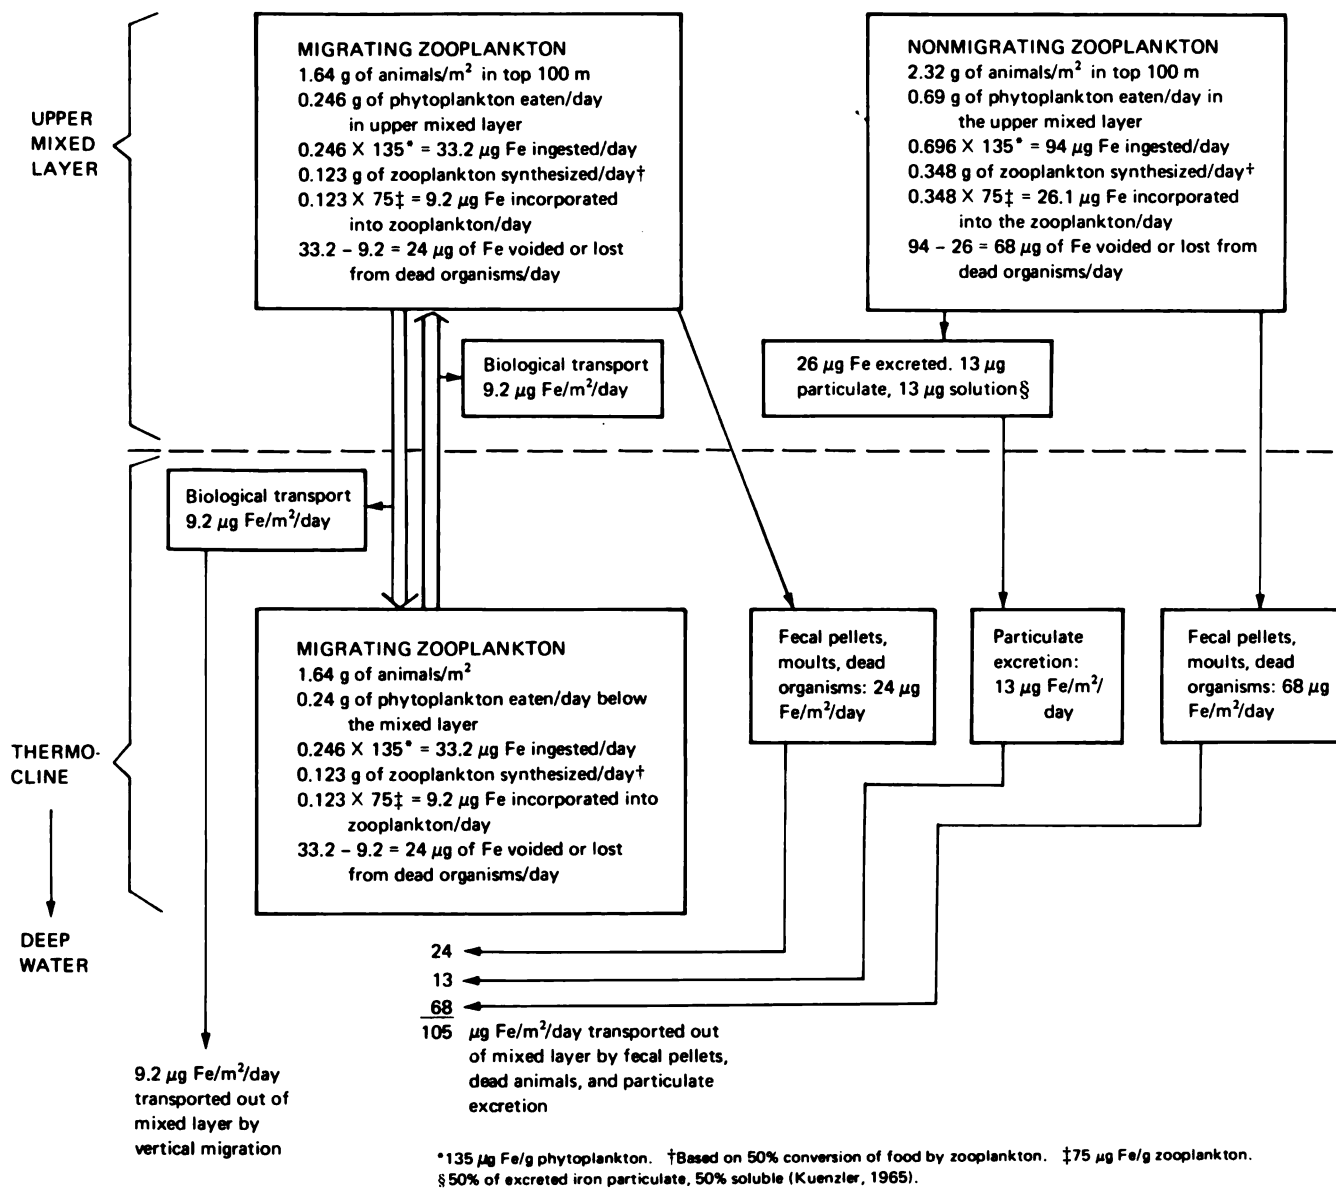 UPPER
MIXED
LAYER
MIGRATING ZOOPLANKTON
1.64 g of animals/m² in top 100 m
0.246 g of phytoplankton eaten/day
in upper mixed layer
0.246 X 135* = 33.2 μg Fe ingested/day
0.123 g of zooplankton synthesized/day†
0.123 X 75‡ = 9.2 μg Fe incorporated
into zooplankton/day
33.2 – 9.2 = 24 μg of Fe voided or lost
from dead organisms/day
NONMIGRATING ZOOPLANKTON
2.32 g of animals/m² in top 100 m
0.69 g of phytoplankton eaten/day in
the upper mixed layer
0.696 X 135* = 94 μg Fe ingested/day
0.348 g of zooplankton synthesized/day†
0.348 X 75‡ = 26.1 μg Fe incorporated
into the zooplankton/day
94 – 26 = 68 μg of Fe voided or lost from
dead organisms/day
Biological transport
9.2 μg Fe/m²/day
26 μg Fe excreted. 13 μg
particulate, 13 μg solution§
Biological transport
9.2 μg Fe/m²/day
THERMO-
CLINE
DEEP
WATER
MIGRATING ZOOPLANKTON
1.64 g of animals/m²
0.24 g of phytoplankton eaten/day below
the mixed layer
0.246 X 135* = 33.2 μg Fe ingested/day
0.123 g of zooplankton synthesized/day†
0.123 X 75‡ = 9.2 μg Fe incorporated into
zooplankton/day
33.2 – 9.2 = 24 μg of Fe voided or lost
from dead organisms/day
Fecal pellets,
moults, dead
organisms: 24 μg
Fe/m²/day
Particulate
excretion:
13 μg Fe/m²/
day
Fecal pellets,
moults, dead
organisms: 68 μg
Fe/m²/day
24
13
68
105 μg Fe/m²/day transported out
of mixed layer by fecal pellets,
dead animals, and particulate
excretion
9.2 μg Fe/m²/day
transported out of
mixed layer by
vertical migration
*135 μg Fe/g phytoplankton. †Based on 50% conversion of food by zooplankton. ‡75 μg Fe/g zooplankton.
§50% of excreted iron particulate, 50% soluble (Kuenzler, 1965).